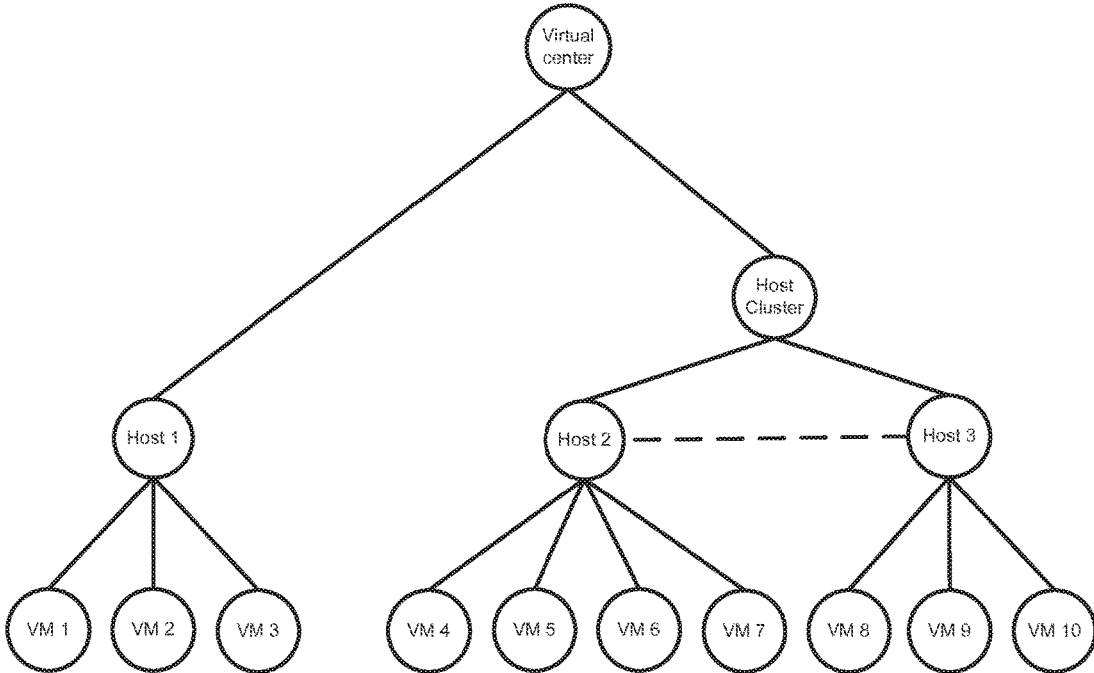 Virtual
center
Host
Cluster
Host 1
Host 2
Host 3
VM 1
VM 2
VM 3
VM 4
VM 5
VM 6
VM 7
VM 8
VM 9
VM 10